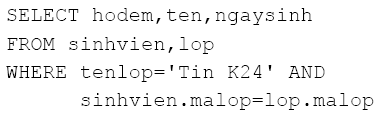 SELECT hodem,ten,ngaysinh
FROM sinhvien,lop
WHERE tenlop='Tin K24' AND
sinhvien.malop=lop.malop